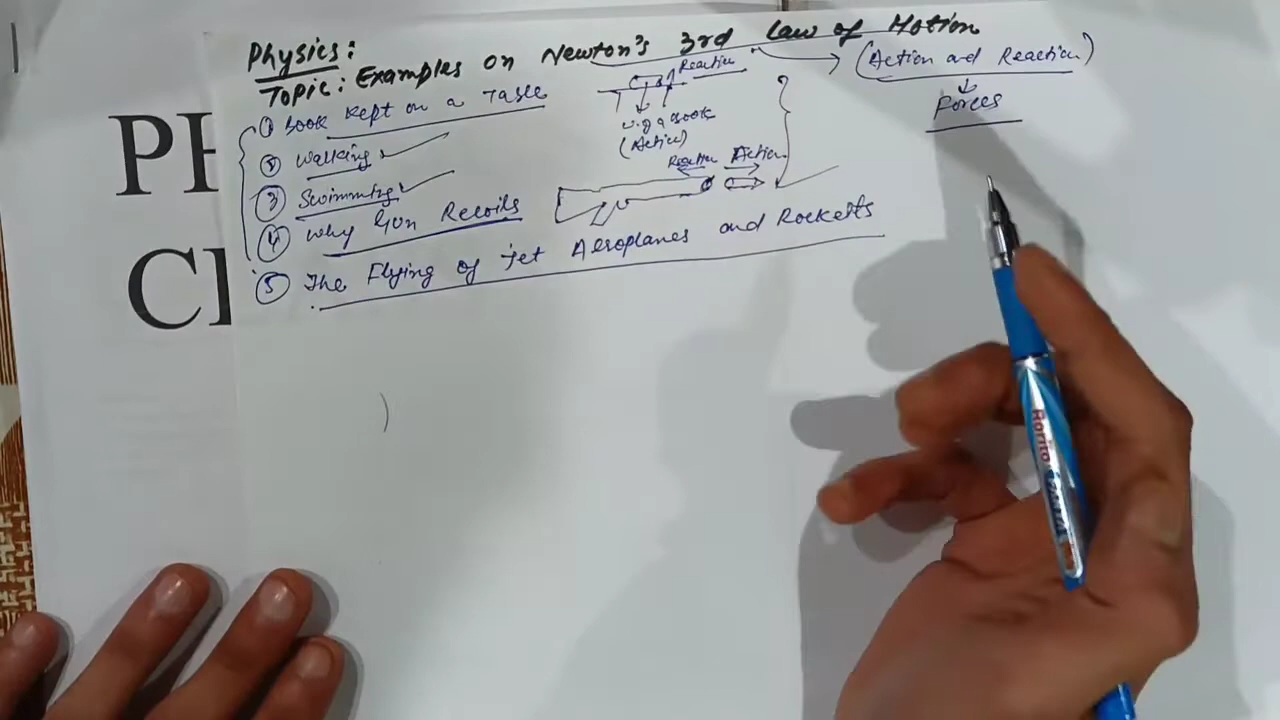 Physics:
Topic: Examples on Newton's 3rd Law of Motion
(Action and Reaction)
Forces
① Book kept on a Table
② Walking
③ Swimming
④ Why Gun Recoils
⑤ The Flying of jet Aeroplanes and Rocketts
Reaction
w.g a Book
(Action)
Reaction Action
PH
CH
Rorito